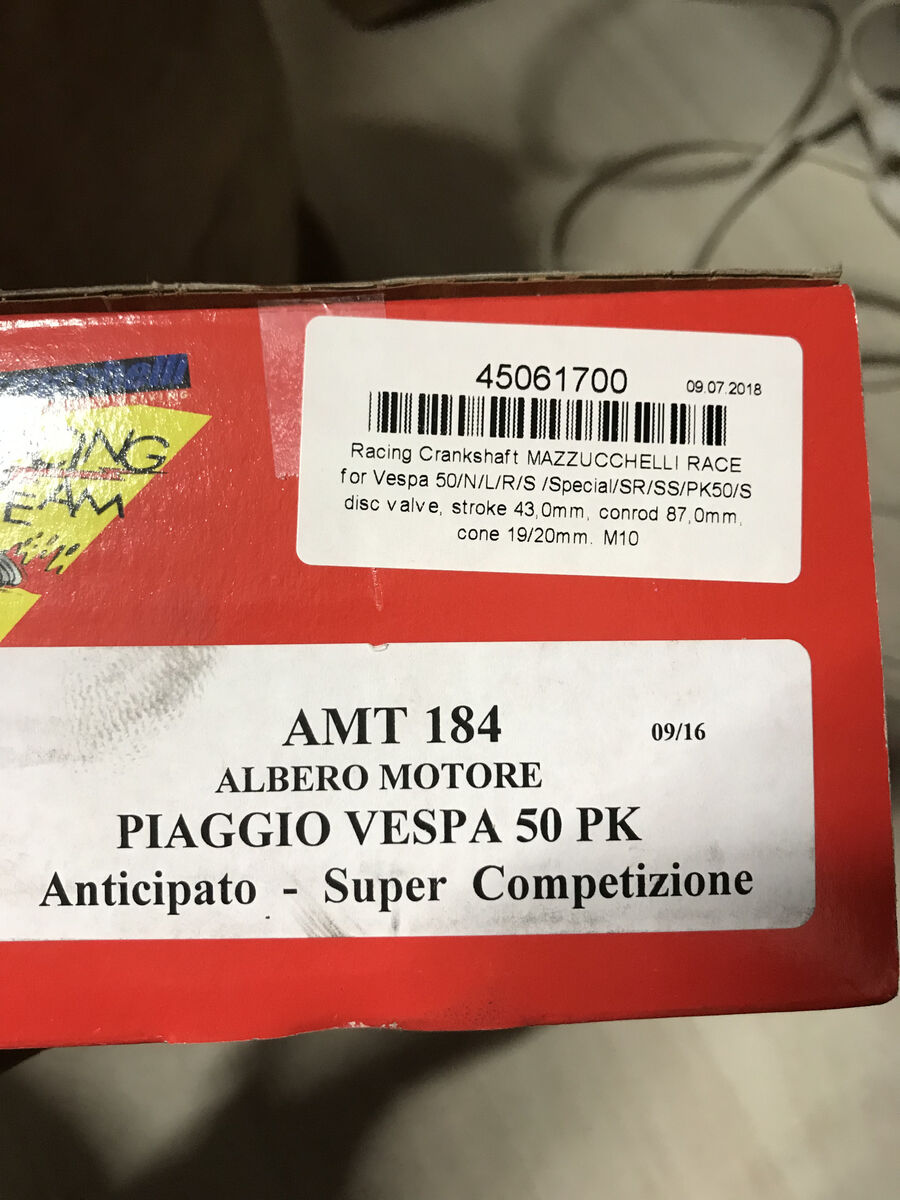 45061700
09.07.2018
Racing Crankshaft MAZZUCCHELLI RACE
for Vespa 50/N/L/R/S /Special/SR/SS/PK50/S
disc valve, stroke 43,0mm, conrod 87,0mm,
cone 19/20mm. M10
AMT 184
09/16
ALBERO MOTORE
PIAGGIO VESPA 50 PK
Anticipato - Super Competizione